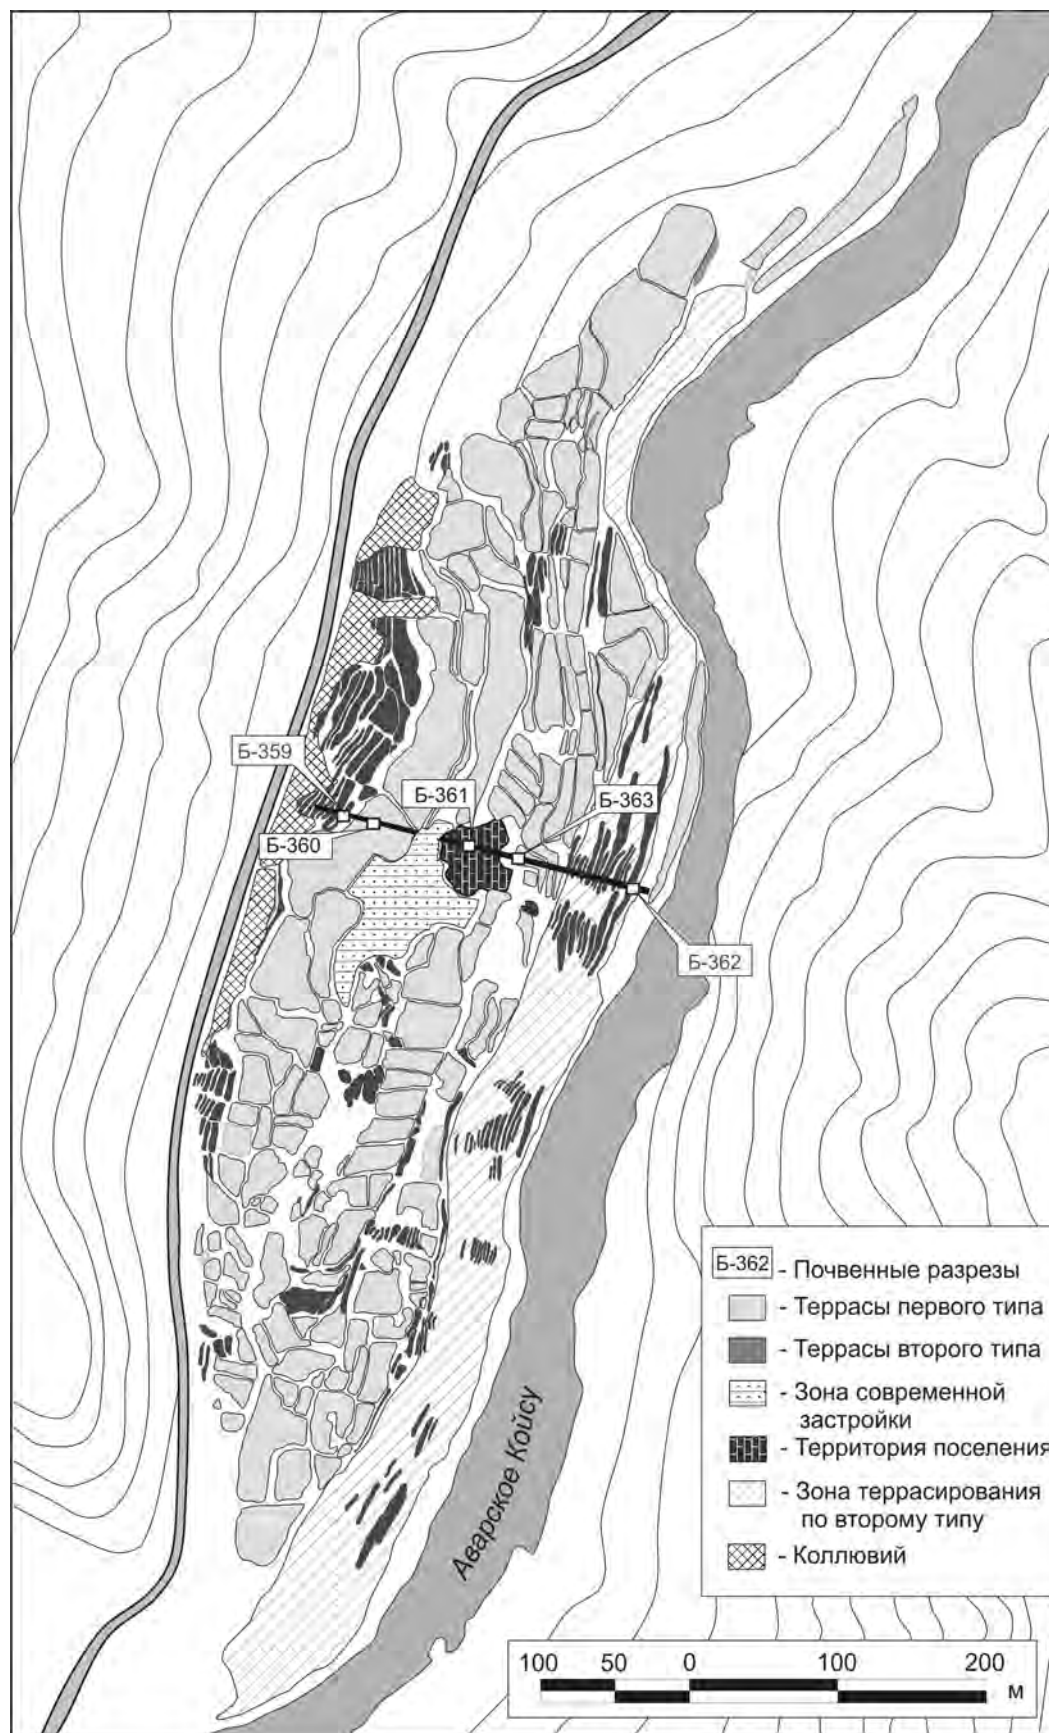 Б-359
Б-361
Б-363
Б-360
Б-362
Аварское Койсу
Б-362 - Почвенные разрезы
- Террасы первого типа
- Террасы второго типа
- Зона современной
застройки
- Территория поселения
- Зона террасирования
по второму типу
- Коллювий
100 50 0 100 200
м